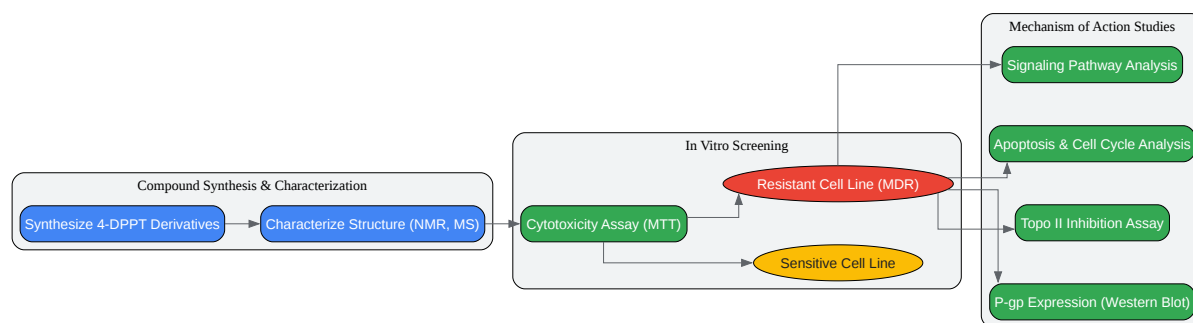 Compound Synthesis & Characterization
Synthesize 4-DPPT Derivatives
Characterize Structure (NMR, MS)
In Vitro Screening
Cytotoxicity Assay (MTT)
Resistant Cell Line (MDR)
Sensitive Cell Line
Mechanism of Action Studies
Signaling Pathway Analysis
Apoptosis & Cell Cycle Analysis
Topo II Inhibition Assay
P-gp Expression (Western Blot)